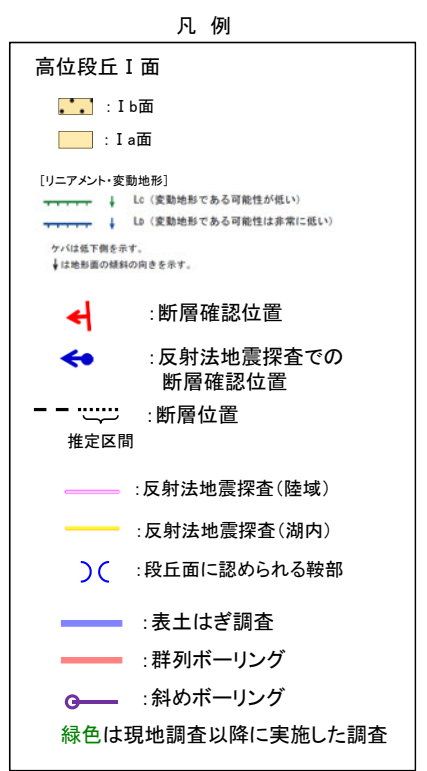 凡 例
高位段丘Ⅰ面
：Ⅰb面
：Ⅰa面
[リニアメント・変動地形]
Lc（変動地形である可能性が低い）
LD（変動地形である可能性は非常に低い）
ケバは低下側を示す。
↓は地形面の傾斜の向きを示す。
：断層確認位置
：反射法地震探査での
断層確認位置
：断層位置
推定区間
：反射法地震探査（陸域）
：反射法地震探査（湖内）
：段丘面に認められる鞍部
：表土はぎ調査
：群列ボーリング
：斜めボーリング
緑色は現地調査以降に実施した調査